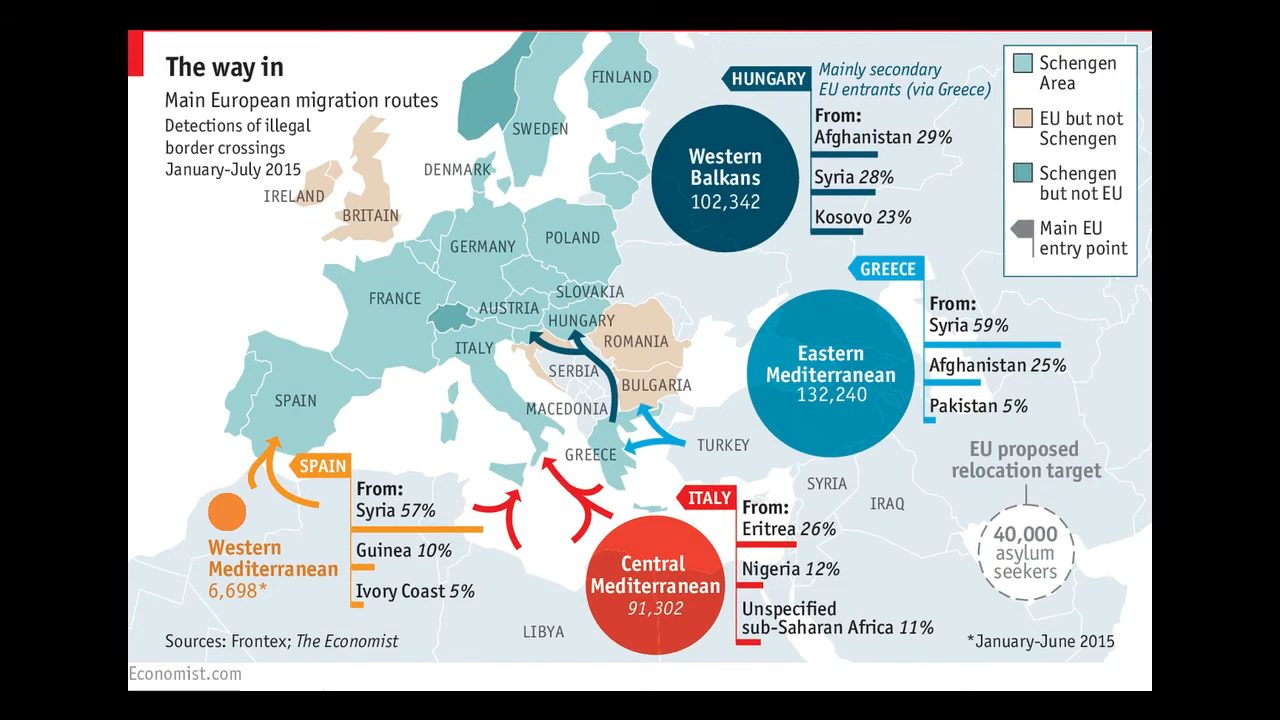 The way in
Main European migration routes
Detections of illegal
border crossings
January-July 2015
IRELAND
BRITAIN
DENMARK
SWEDEN
FINLAND
GERMANY
POLAND
FRANCE
SLOVAKIA
AUSTRIA
HUNGARY
ITALY
ROMANIA
SERBIA
BULGARIA
SPAIN
MACEDONIA
GREECE
TURKEY
SYRIA
IRAQ
LIBYA
HUNGARY
Mainly secondary
EU entrants (via Greece)
Western
Balkans
102,342
From:
Afghanistan 29%
Syria 28%
Kosovo 23%
Schengen
Area
EU but not
Schengen
Schengen
but not EU
Main EU
entry point
GREECE
Eastern
Mediterranean
132,240
From:
Syria 59%
Afghanistan 25%
Pakistan 5%
EU proposed
relocation target
40,000
asylum
seekers
SPAIN
Western
Mediterranean
6,698*
From:
Syria 57%
Guinea 10%
Ivory Coast 5%
ITALY
Central
Mediterranean
91,302
From:
Eritrea 26%
Nigeria 12%
Unspecified
sub-Saharan Africa 11%
Sources: Frontex; The Economist
*January-June 2015
Economist.com